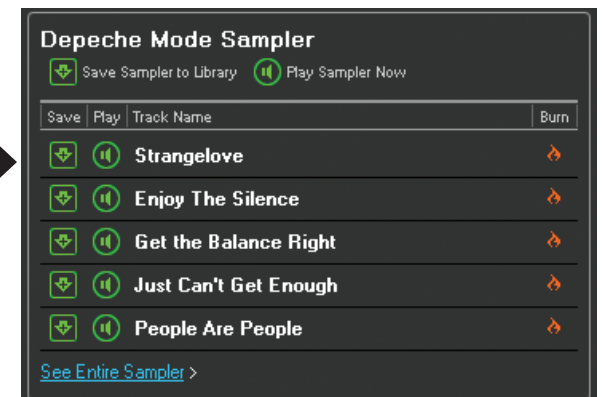 Depeche Mode Sampler
Save Sampler to Library Play Sampler Now
Save Play Track Name Burn
Strangelove
Enjoy The Silence
Get the Balance Right
Just Can't Get Enough
People Are People
See Entire Sampler >